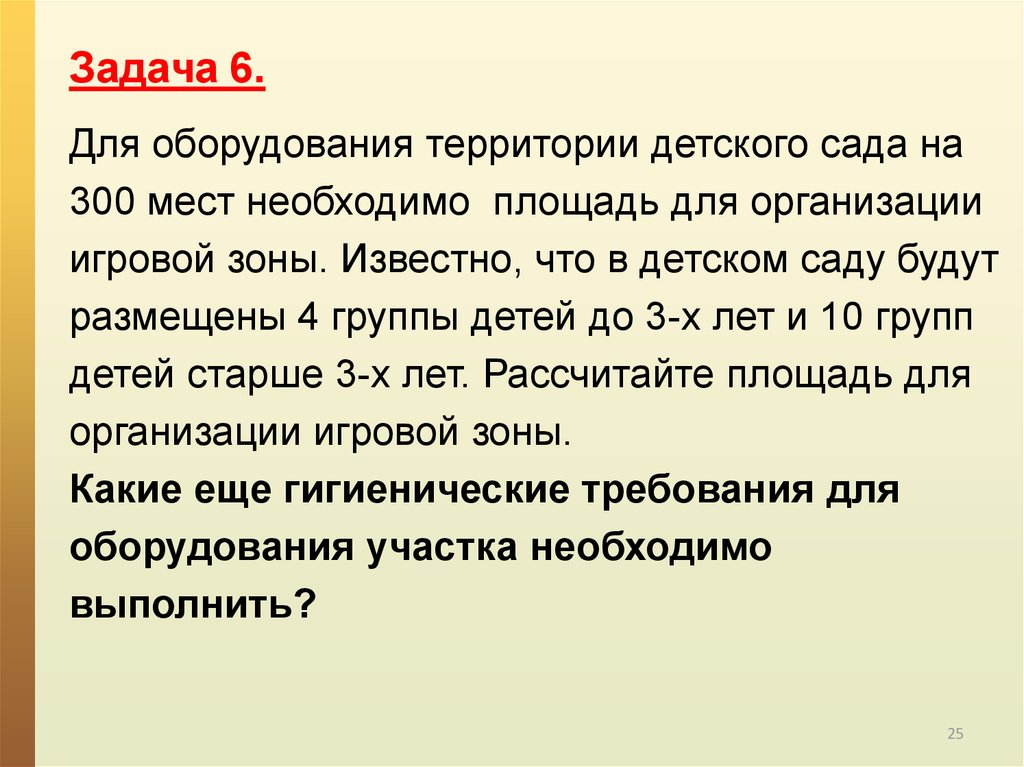 Задача 6.
Для оборудования территории детского сада на
300 мест необходимо  площадь для организации
игровой зоны. Известно, что в детском саду будут
размещены 4 группы детей до 3-х лет и 10 групп
детей старше 3-х лет. Рассчитайте площадь для
организации игровой зоны.
Какие еще гигиенические требования для
оборудования участка необходимо
выполнить?
25